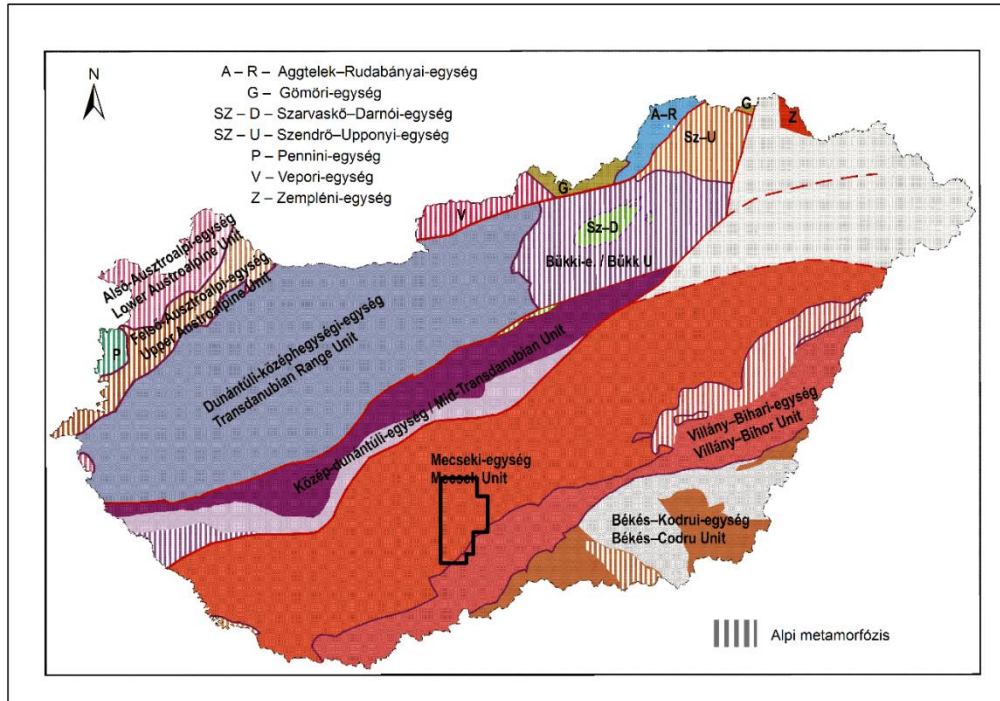 N
A – R – Aggtelek–Rudabányai-egység
G – Gömöri-egység
SZ – D – Szarvaskő–Darnói-egység
SZ – U – Szendrő–Upponyi-egység
P – Pennini-egység
V – Vepori-egység
Z – Zempléni-egység
A–R
G
Z
Sz–U
G
V
Sz–D
Bükki-e. / Bükk U
Alsó-Ausztroalpi-egység
Lower Austroalpine Unit
Felső-Ausztroalpi-egység
Upper Austroalpine Unit
P
Dunántúli-középhegységi-egység
Transdanubian Range Unit
Közép-dunántúli-egység / Mid-Transdanubian Unit
Villány–Bihari-egység
Villány–Bihor Unit
Mecseki-egység
Mecsek Unit
Békés–Kodrui-egység
Békés–Codru Unit
Alpi metamorfózis